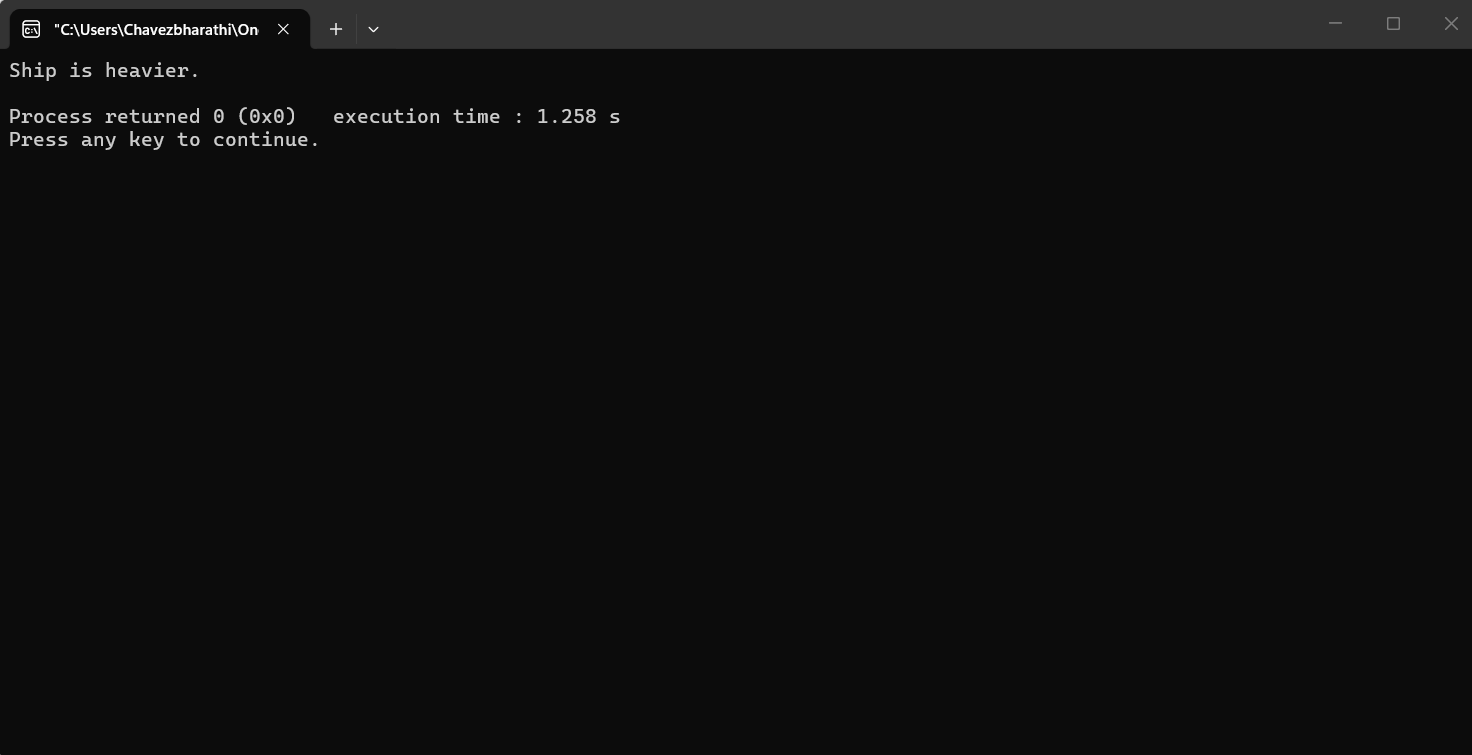 "C:\Users\Chavezbharathi\On
Ship is heavier.
Process returned 0 (0x0)   execution time : 1.258 s
Press any key to continue.